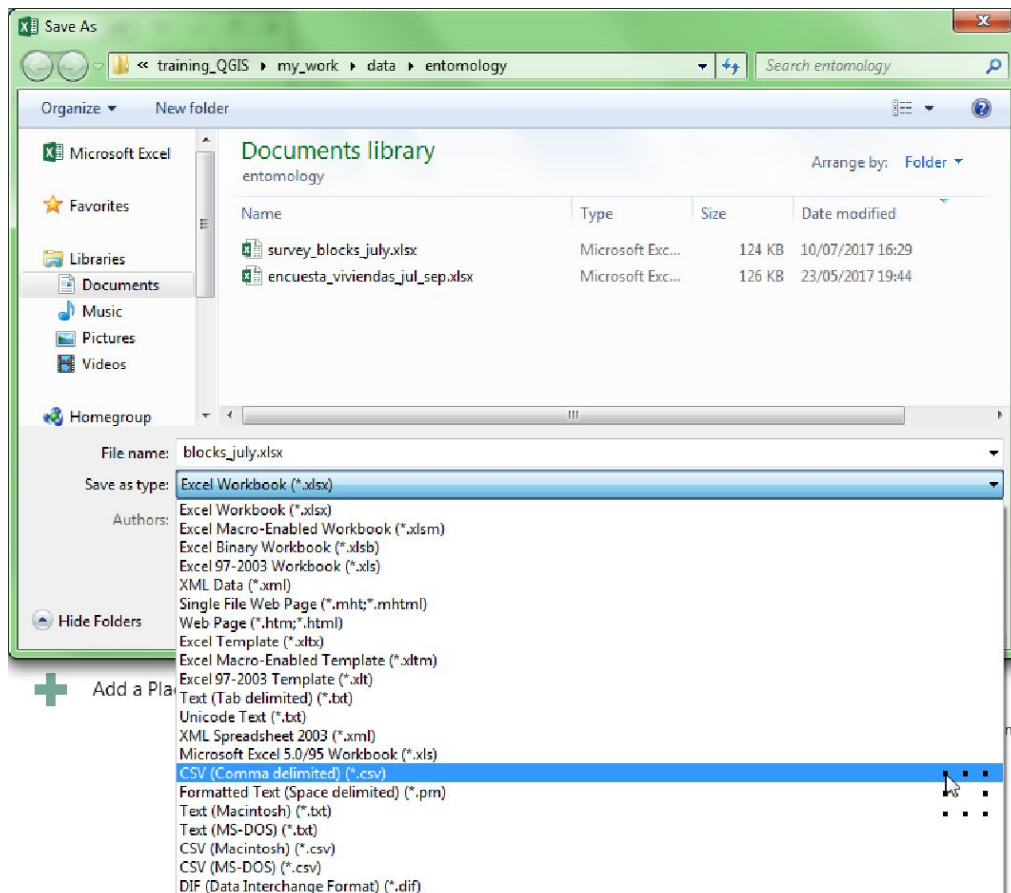 Save As
« training_QGIS ▸ my_work ▸ data ▸ entomology
Search entomology
Organize
New folder
Microsoft Excel
Favorites
Libraries
Documents
Music
Pictures
Videos
Homegroup
Documents library
entomology
Arrange by: Folder
Name Type Size Date modified
survey_blocks_july.xlsx Microsoft Exc... 124 KB 10/07/2017 16:29
encuesta_viviendas_jul_sep.xlsx Microsoft Exc... 126 KB 23/05/2017 19:44
File name: blocks_july.xlsx
Save as type: Excel Workbook (*.xlsx)
Authors:
Excel Workbook (*.xlsx)
Excel Macro-Enabled Workbook (*.xlsm)
Excel Binary Workbook (*.xlsb)
Excel 97-2003 Workbook (*.xls)
XML Data (*.xml)
Single File Web Page (*.mht;*.mhtml)
Web Page (*.htm;*.html)
Hide Folders
Excel Template (*.xltx)
Excel Macro-Enabled Template (*.xltm)
Excel 97-2003 Template (*.xlt)
Add a Pla
Text (Tab delimited) (*.txt)
Unicode Text (*.txt)
XML Spreadsheet 2003 (*.xml)
Microsoft Excel 5.0/95 Workbook (*.xls)
CSV (Comma delimited) (*.csv)
Formatted Text (Space delimited) (*.prn)
Text (Macintosh) (*.txt)
Text (MS-DOS) (*.txt)
CSV (Macintosh) (*.csv)
CSV (MS-DOS) (*.csv)
DIF (Data Interchange Format) (*.dif)